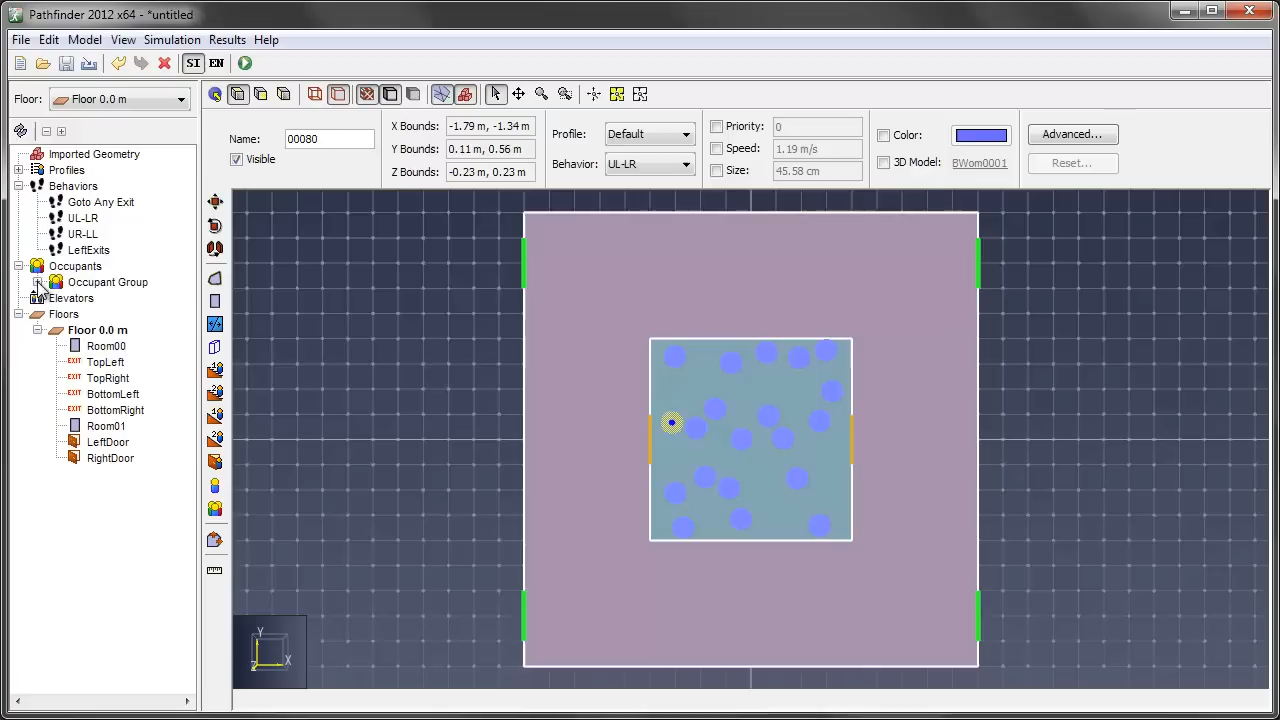 Pathfinder 2012 x64 - *untitled
File Edit Model View Simulation Results Help
SI EN
Floor: Floor 0.0 m
Name: 00080
Visible
X Bounds: -1.79 m, -1.34 m
Y Bounds: 0.11 m, 0.56 m
Z Bounds: -0.23 m, 0.23 m
Profile: Default
Behavior: UL-LR
Priority: 0
Speed: 1.19 m/s
Size: 45.58 cm
Color:
3D Model: BWom0001
Advanced...
Reset...
Imported Geometry
Profiles
Behaviors
Goto Any Exit
UL-LR
UR-LL
LeftExits
Occupants
Occupant Group
Elevators
Floors
Floor 0.0 m
Room00
EXIT TopLeft
EXIT TopRight
EXIT BottomLeft
EXIT BottomRight
Room01
LeftDoor
RightDoor
Y
Z X